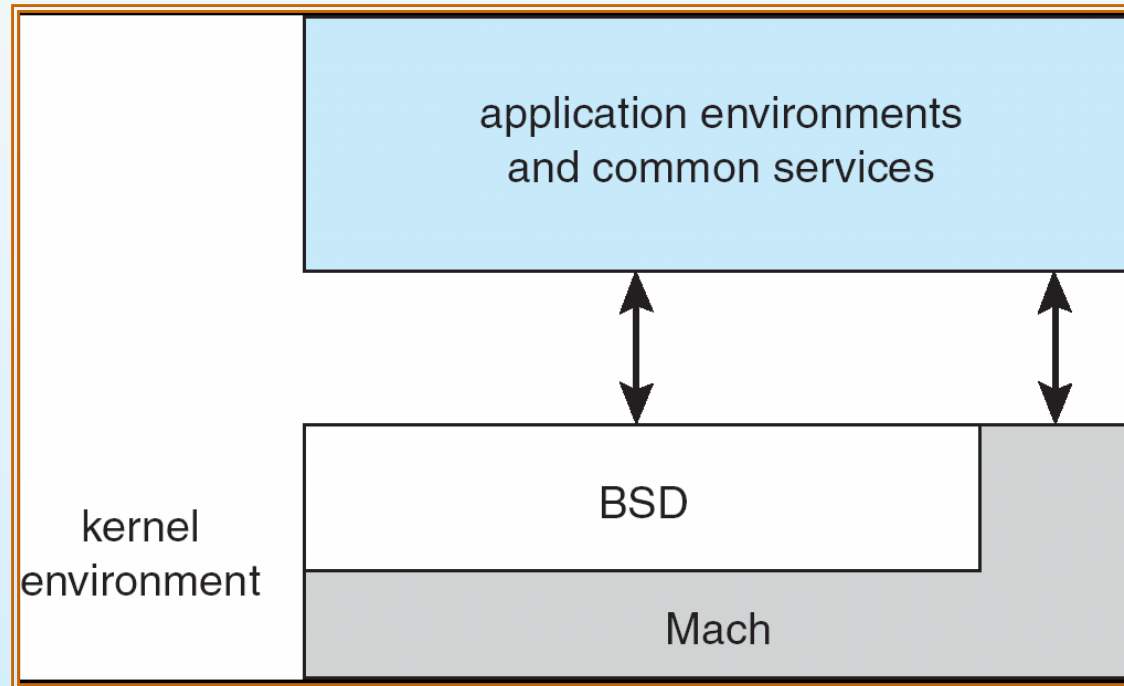 application environments
and common services
BSD
kernel
environment
Mach